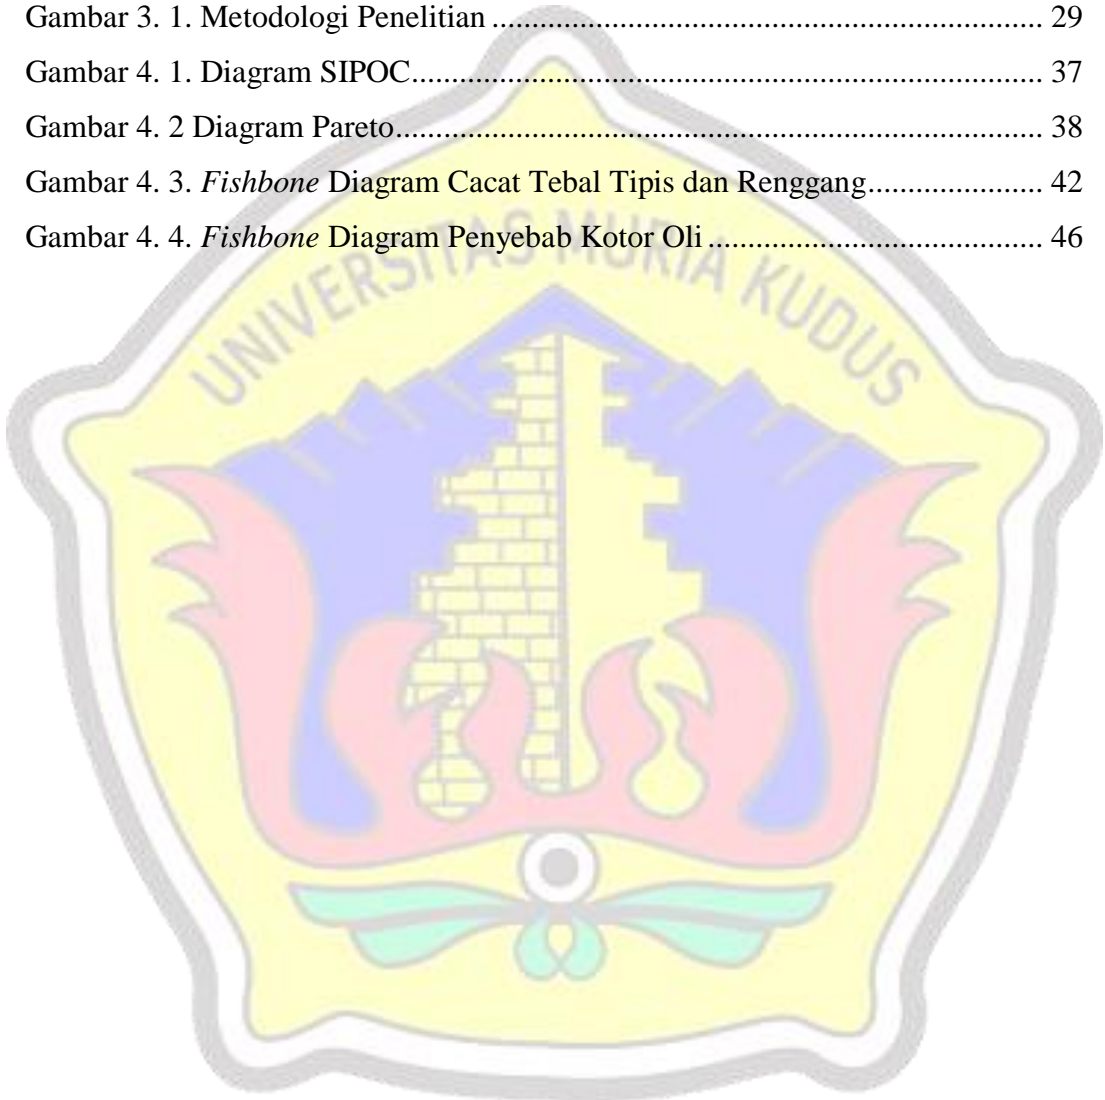 Gambar 3. 1. Metodologi Penelitian ........................................................................... 29
Gambar 4. 1. Diagram SIPOC...................................................................................... 37
Gambar 4. 2 Diagram Pareto........................................................................................ 38
Gambar 4. 3. Fishbone Diagram Cacat Tebal Tipis dan Renggang........................ 42
Gambar 4. 4. Fishbone Diagram Penyebab Kotor Oli............................................. 46
UNIVERSITAS MURIA KUDUS